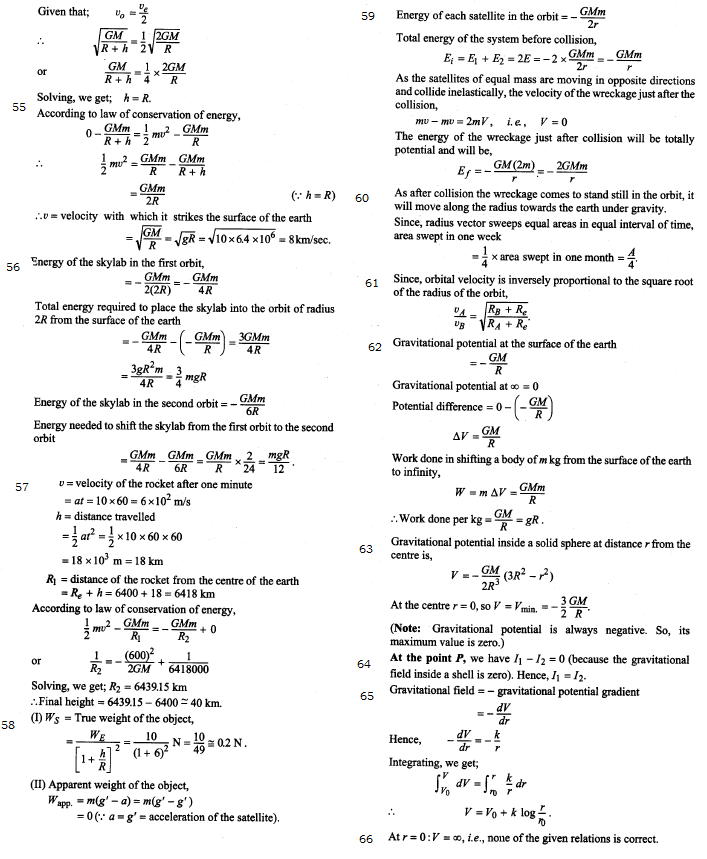 Given that; v_o = v_e/2
∴ √(GM/(R + h)) = 1/2 √(2GM/R)
or GM/(R + h) = 1/4 × 2GM/R
Solving, we get; h = R.
55
According to law of conservation of energy,
0 − GMm/(R + h) = 1/2 mv² − GMm/R
∴ 1/2 mv² = GMm/R − GMm/(R + h)
= GMm/2R (∵ h = R)
∴ v = velocity with which it strikes the surface of the earth
= √(GM/R) = √gR = √(10 × 6.4 × 10⁶) = 8 km/sec.
56 Energy of the skylab in the first orbit,
= − GMm/2(2R) = − GMm/4R
Total energy required to place the skylab into the orbit of radius
2R from the surface of the earth
= − GMm/4R − (− GMm/R) = 3GMm/4R
= 3gR²m/4R = 3/4 mgR
Energy of the skylab in the second orbit = − GMm/6R
Energy needed to shift the skylab from the first orbit to the second
orbit
= GMm/4R − GMm/6R = GMm/R × 2/24 = mgR/12.
57 v = velocity of the rocket after one minute
= at = 10 × 60 = 6 × 10² m/s
h = distance travelled
= 1/2 at² = 1/2 × 10 × 60 × 60
= 18 × 10³ m = 18 km
R₁ = distance of the rocket from the centre of the earth
= R_e + h = 6400 + 18 = 6418 km
According to law of conservation of energy,
1/2 mv² − GMm/R₁ = − GMm/R₂ + 0
or 1/R₂ = − (600)²/2GM + 1/6418000
Solving, we get; R₂ = 6439.15 km
∴ Final height = 6439.15 − 6400 ≅ 40 km.
58 (I) W_S = True weight of the object,
= W_E/[1 + h/R]² = 10/(1 + 6)² N = 10/49 ≅ 0.2 N.
(II) Apparent weight of the object,
W_app. = m(g′ − a) = m(g′ − g′)
= 0 (∵ a = g′ = acceleration of the satellite).
59 Energy of each satellite in the orbit = − GMm/2r
Total energy of the system before collision,
E_i = E₁ + E₂ = 2E = −2 × GMm/2r = − GMm/r
As the satellites of equal mass are moving in opposite directions
and collide inelastically, the velocity of the wreckage just after the
collision,
mv − mv = 2mV, i.e., V = 0
The energy of the wreckage just after collision will be totally
potential and will be,
E_f = − GM(2m)/r = − 2GMm/r
60 As after collision the wreckage comes to stand still in the orbit, it
will move along the radius towards the earth under gravity.
Since, radius vector sweeps equal areas in equal interval of time,
area swept in one week
= 1/4 × area swept in one month = A/4.
61 Since, orbital velocity is inversely proportional to the square root
of the radius of the orbit,
v_A/v_B = √((R_B + R_e)/(R_A + R_e)).
62 Gravitational potential at the surface of the earth
= − GM/R
Gravitational potential at ∞ = 0
Potential difference = 0 − (− GM/R)
ΔV = GM/R
Work done in shifting a body of m kg from the surface of the earth
to infinity,
W = m ΔV = GMm/R
∴ Work done per kg = GM/R = gR.
63 Gravitational potential inside a solid sphere at distance r from the
centre is,
V = − GM/2R³ (3R² − r²)
At the centre r = 0, so V = V_min. = − 3/2 GM/R.
(Note: Gravitational potential is always negative. So, its
maximum value is zero.)
64 At the point P, we have I₁ − I₂ = 0 (because the gravitational
field inside a shell is zero). Hence, I₁ = I₂.
65 Gravitational field = − gravitational potential gradient
= − dV/dr
Hence, − dV/dr = − k/r
Integrating, we get;
∫_{V₀}^{V} dV = ∫_{r₀}^{r} k/r dr
∴ V = V₀ + k log r/r₀.
66 At r = 0 : V = ∞, i.e., none of the given relations is correct.